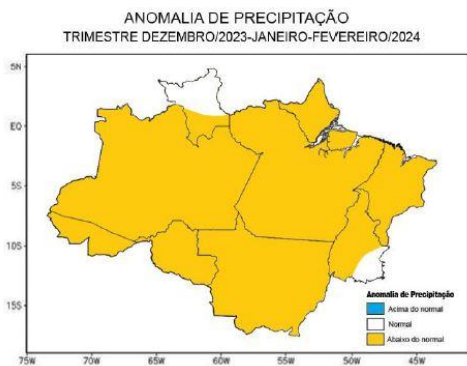 ANOMALIA DE PRECIPITAÇÃO
TRIMESTRE DEZEMBRO/2023-JANEIRO-FEVEREIRO/2024
5N
EQ
5S
10S
15S
Anomalia de Precipitação
Acima do normal
Normal
Abaixo do normal
75W 70W 65W 60W 55W 50W 45W 40W